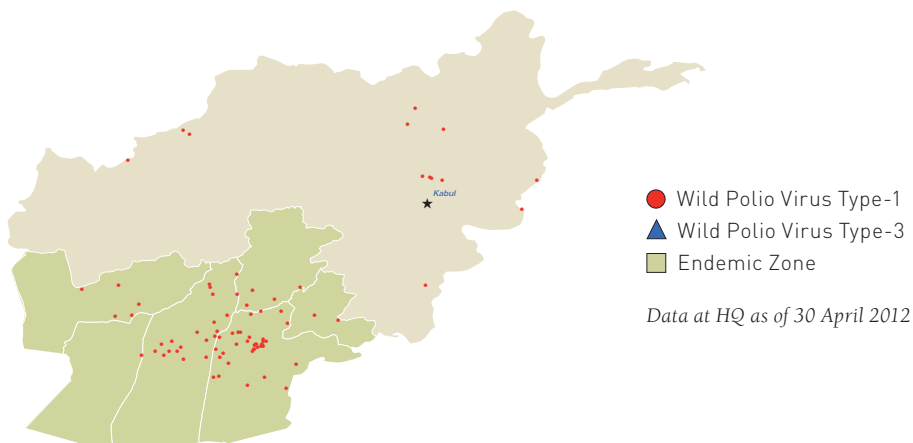 Kabul
Wild Polio Virus Type-1
Wild Polio Virus Type-3
Endemic Zone
Data at HQ as of 30 April 2012